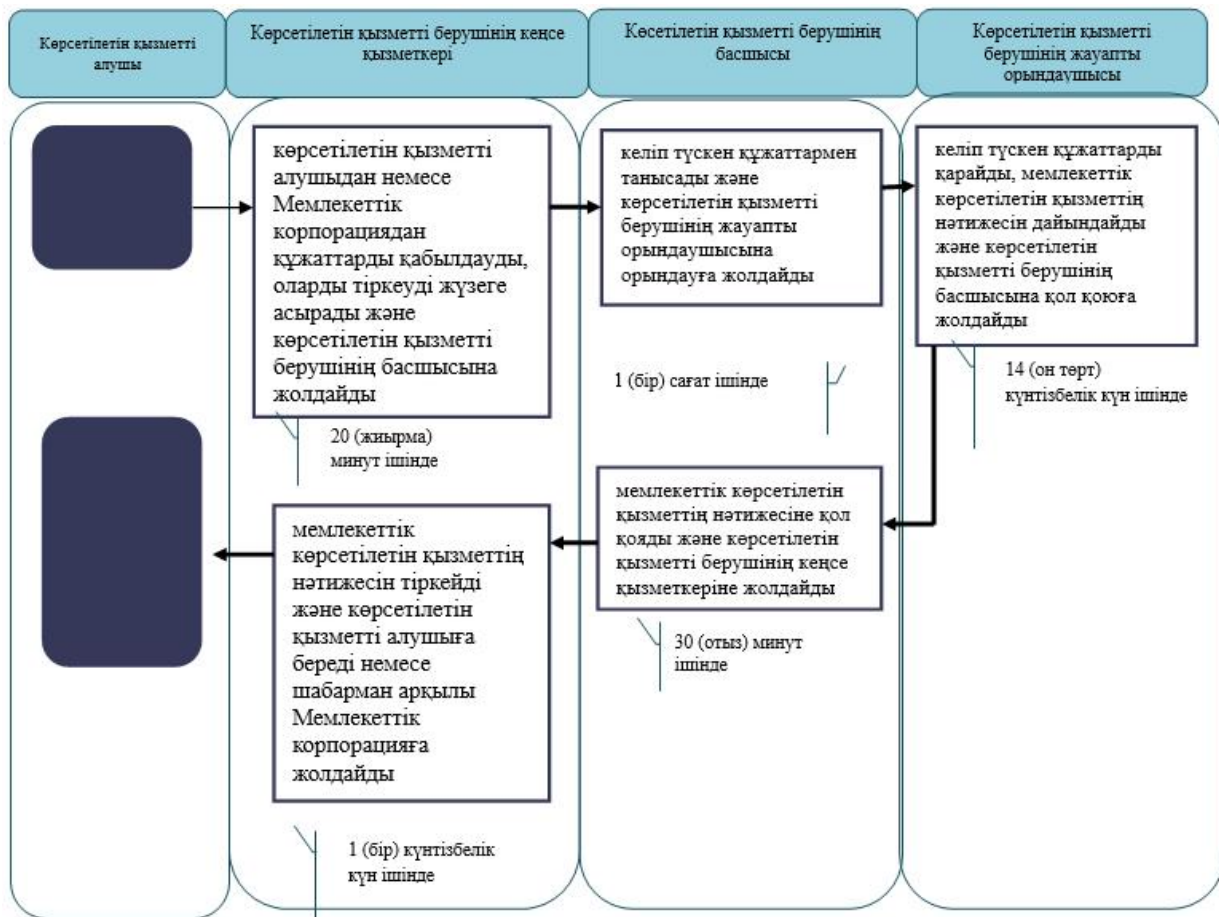 Көрсетілетін қызметті
алушы
Көрсетілетін қызметті берушінің кеңсе
қызметкері
Көсетілетін қызметті берушінің
басшысы
Көрсетілетін қызметті
берушінің жауапты
орындаушысы
көрсетілетін қызметті
алушыдан немесе
Мемлекеттік
корпорациядан
құжаттарды қабылдауды,
оларды тіркеуді жүзеге
асырады және
көрсетілетін қызметті
берушінің басшысына
жолдайды
20 (жиырма)
минут ішінде
келіп түскен құжаттармен
танысады және
көрсетілетін қызметті
берушінің жауапты
орындаушысына
орындауға жолдайды
1 (бір) сағат ішінде
келіп түскен құжаттарды
қарайды, мемлекеттік
көрсетілетін қызметтің
нәтижесін дайындайды
және көрсетілетін
қызметті берушінің
басшысына қол қоюға
жолдайды
14 (он төрт)
күнтізбелік күн ішінде
мемлекеттік көрсетілетін
қызметтің нәтижесіне қол
қояды және көрсетілетін
қызметті берушінің кеңсе
қызметкеріне жолдайды
30 (отыз) минут
ішінде
мемлекеттік
көрсетілетін қызметтің
нәтижесін тіркейді
және көрсетілетін
қызметті алушыға
береді немесе
шабарман арқылы
Мемлекеттік
корпорацияға
жолдайды
1 (бір) күнтізбелік
күн ішінде